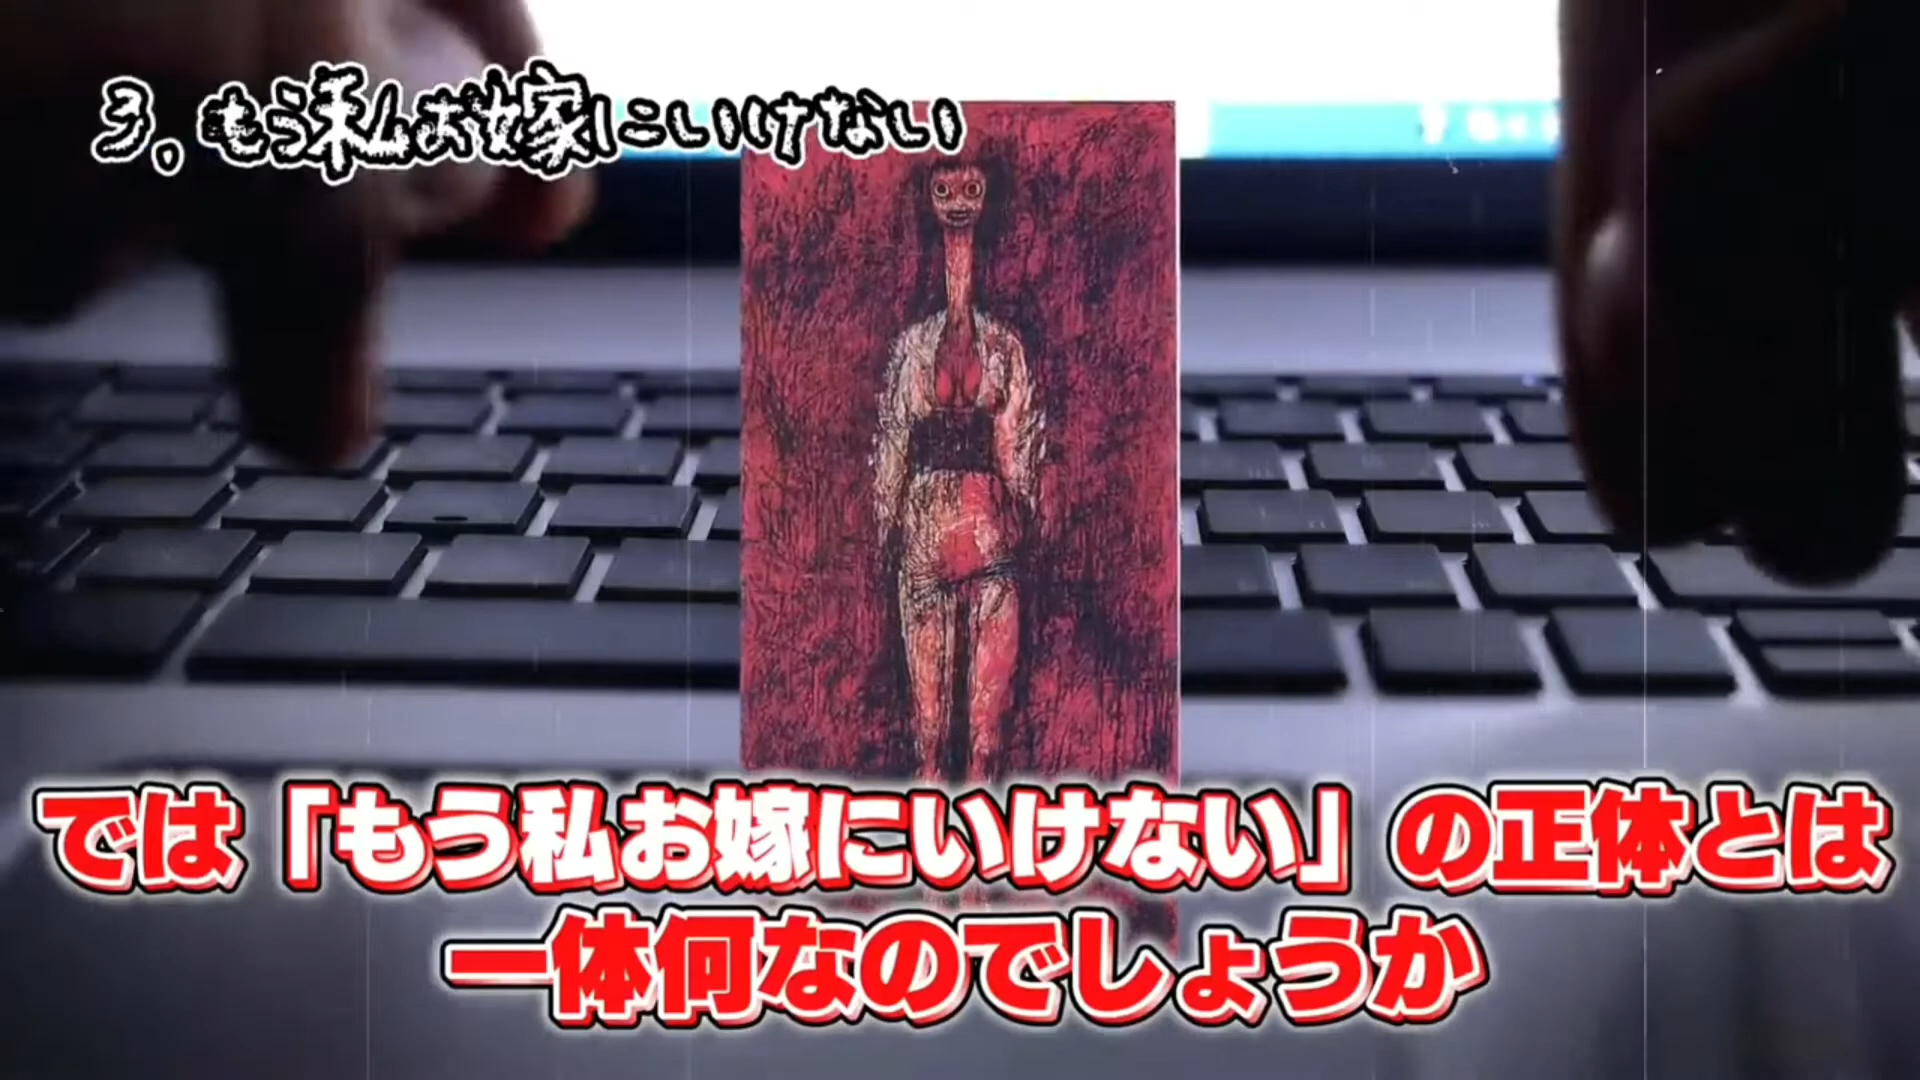 3. もう私お嫁にいけない
では「もう私お嫁にいけない」の正体とは
一体何なのでしょうか